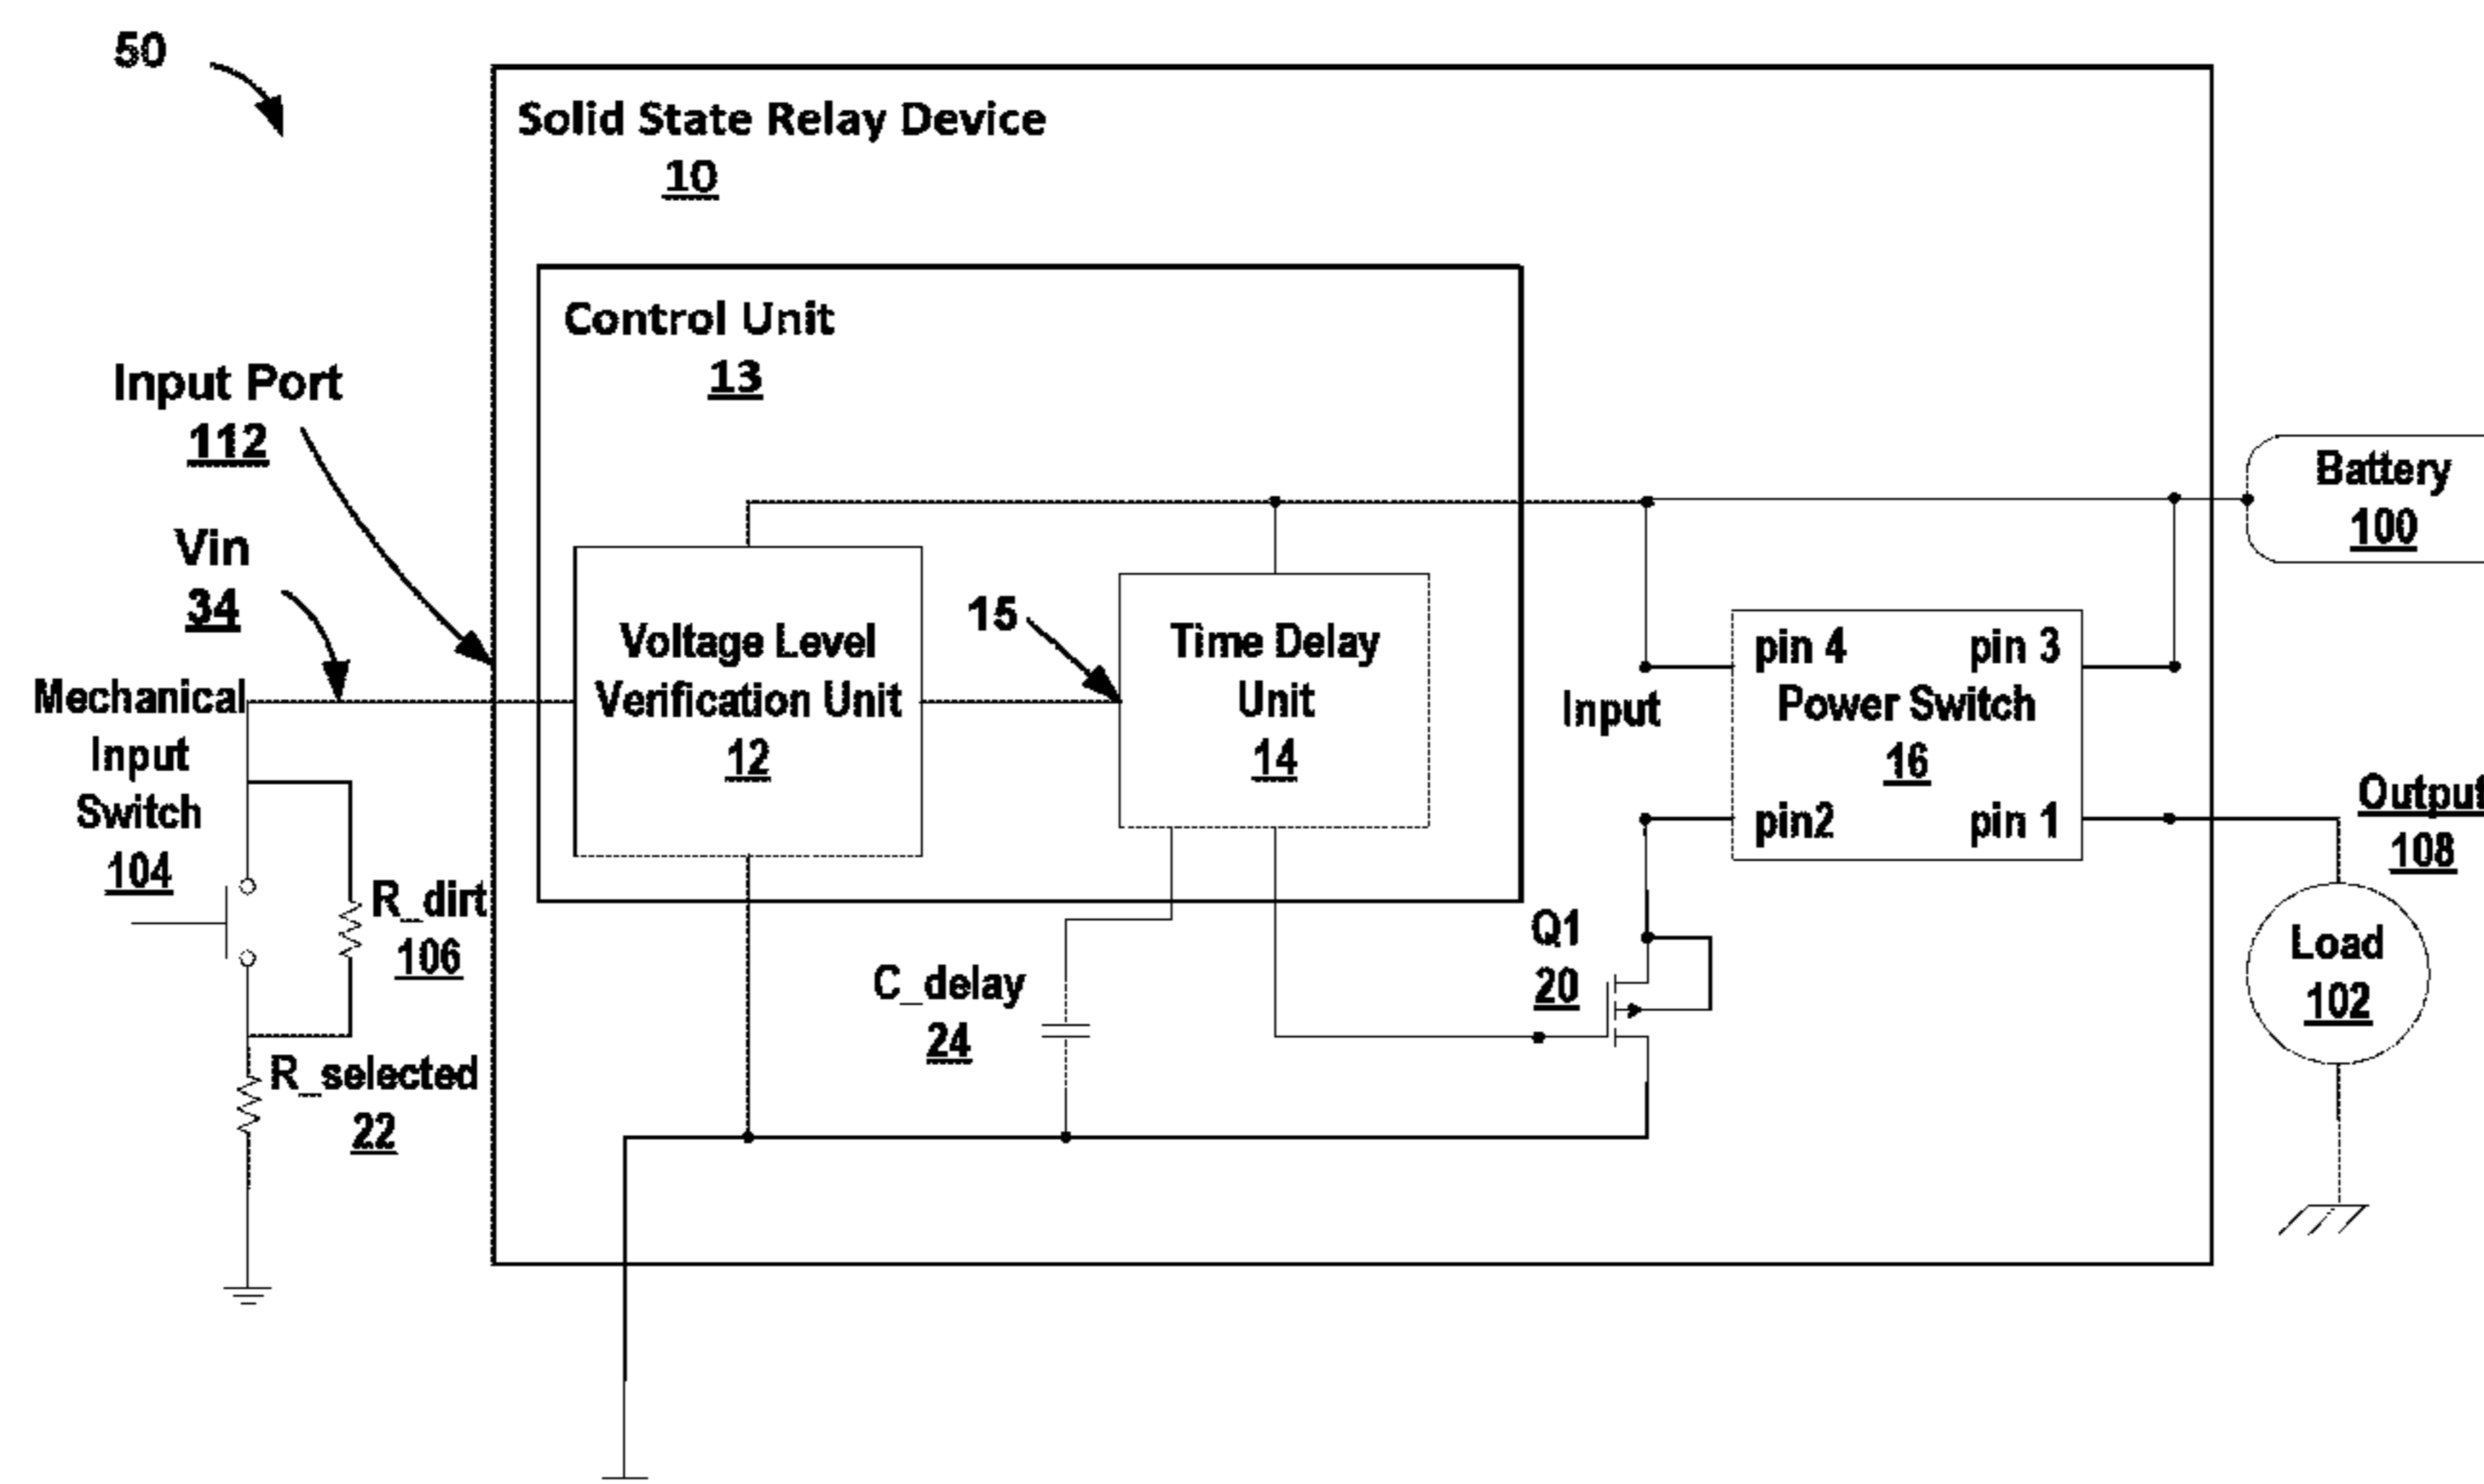 50
Solid State Relay Device
10
Control Unit
13
Input Port
112
Vin
34
Mechanical
Input
Switch
104
R_dirt
106
R_selected
22
Voltage Level
Verification Unit
12
15
Time Delay
Unit
14
C_delay
24
Q1
20
Input
pin 4
pin 3
Power Switch
16
pin2
pin 1
Battery
100
Output
108
Load
102